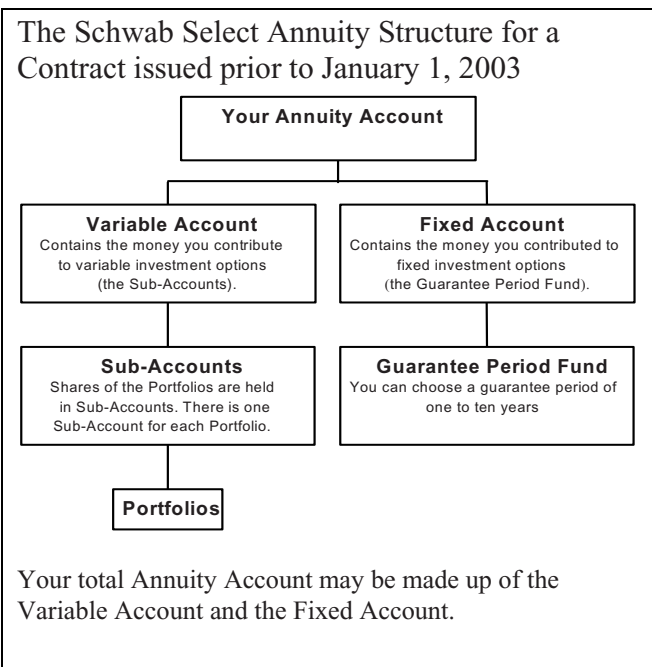 The Schwab Select Annuity Structure for a
Contract issued prior to January 1, 2003
Your Annuity Account
Variable Account
Contains the money you contribute
to variable investment options
(the Sub-Accounts).
Fixed Account
Contains the money you contributed to
fixed investment options
(the Guarantee Period Fund).
Sub-Accounts
Shares of the Portfolios are held
in Sub-Accounts. There is one
Sub-Account for each Portfolio.
Guarantee Period Fund
You can choose a guarantee period of
one to ten years
Portfolios
Your total Annuity Account may be made up of the
Variable Account and the Fixed Account.